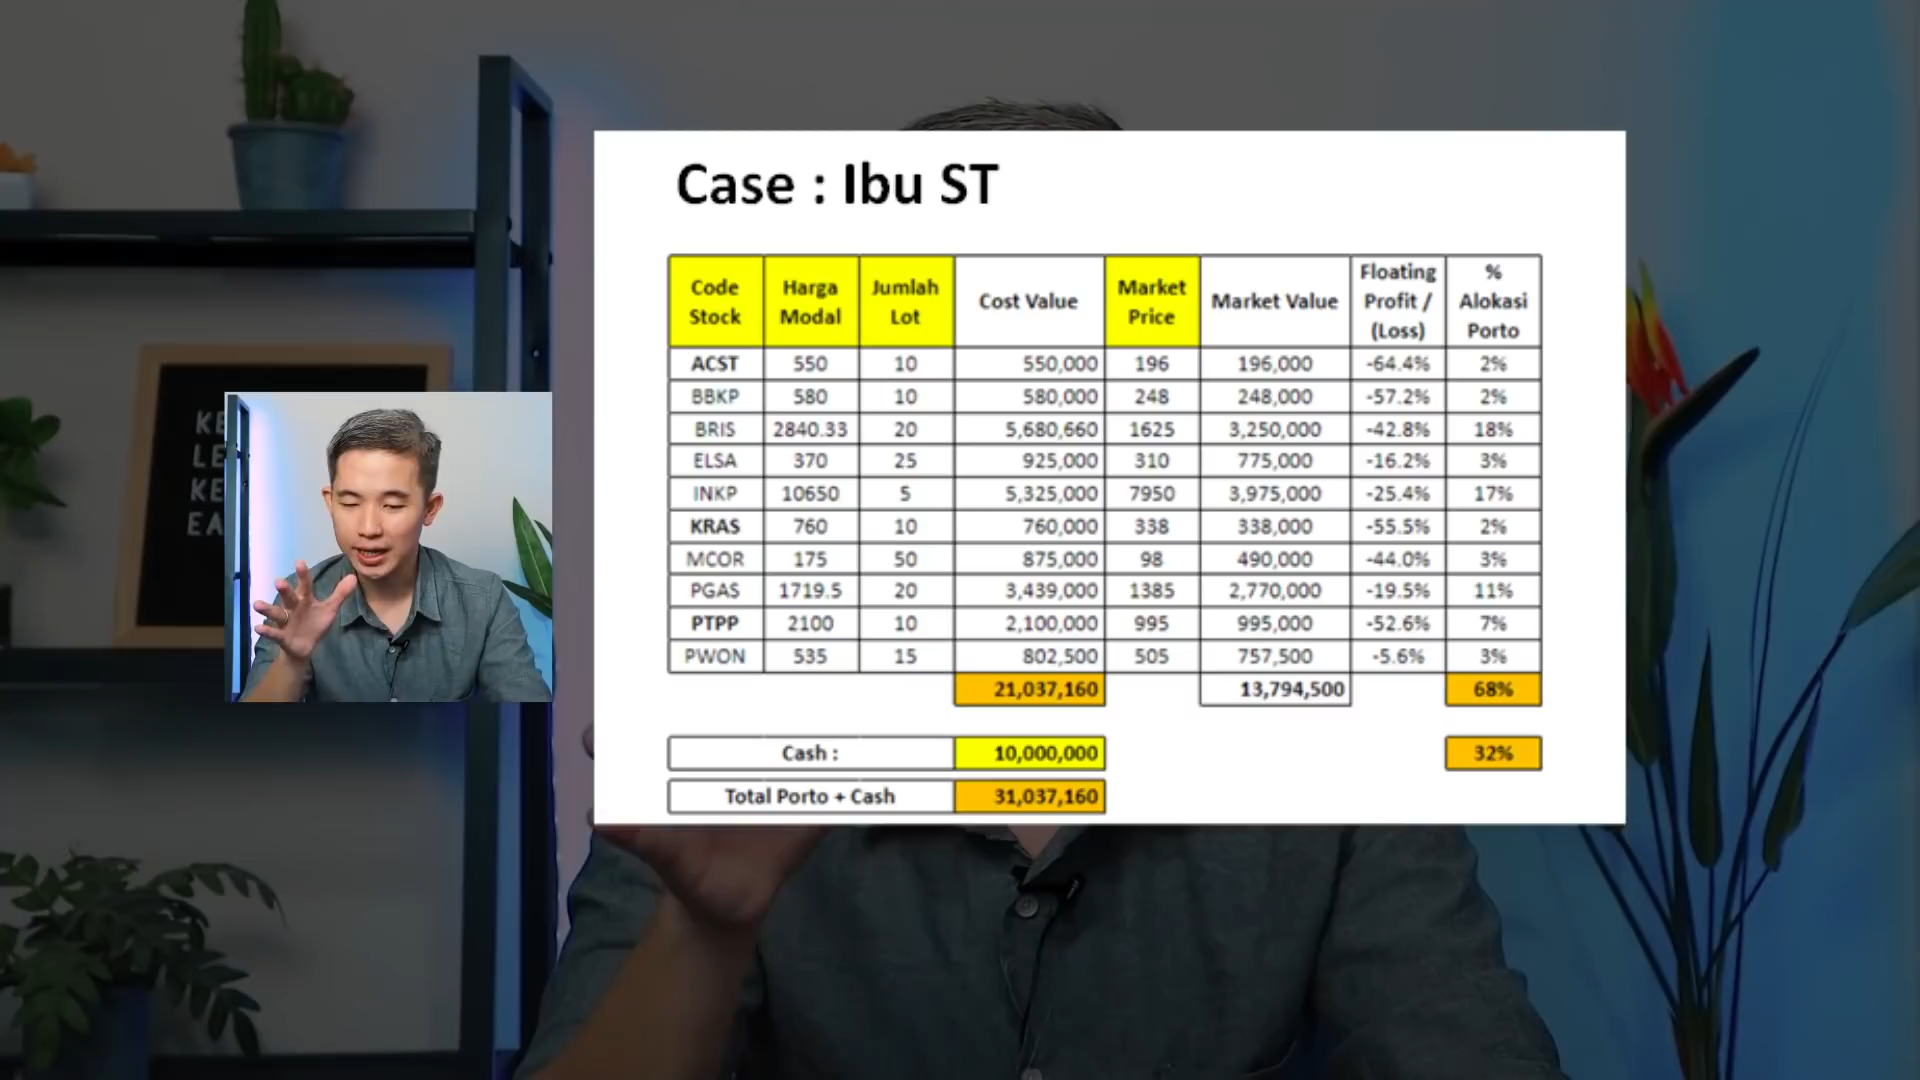 Case : Ibu ST
Code Stock Harga Modal Jumlah Lot Cost Value Market Price Market Value Floating Profit / (Loss) % Alokasi Porto
ACST 550 10 550,000 196 196,000 -64.4% 2%
BBKP 580 10 580,000 248 248,000 -57.2% 2%
BRIS 2840.33 20 5,680,660 1625 3,250,000 -42.8% 18%
ELSA 370 25 925,000 310 775,000 -16.2% 3%
INKP 10650 5 5,325,000 7950 3,975,000 -25.4% 17%
KRAS 760 10 760,000 338 338,000 -55.5% 2%
MCOR 175 50 875,000 98 490,000 -44.0% 3%
PGAS 1719.5 20 3,439,000 1385 2,770,000 -19.5% 11%
PTPP 2100 10 2,100,000 995 995,000 -52.6% 7%
PWON 535 15 802,500 505 757,500 -5.6% 3%
21,037,160 13,794,500 68%
Cash : 10,000,000 32%
Total Porto + Cash 31,037,160